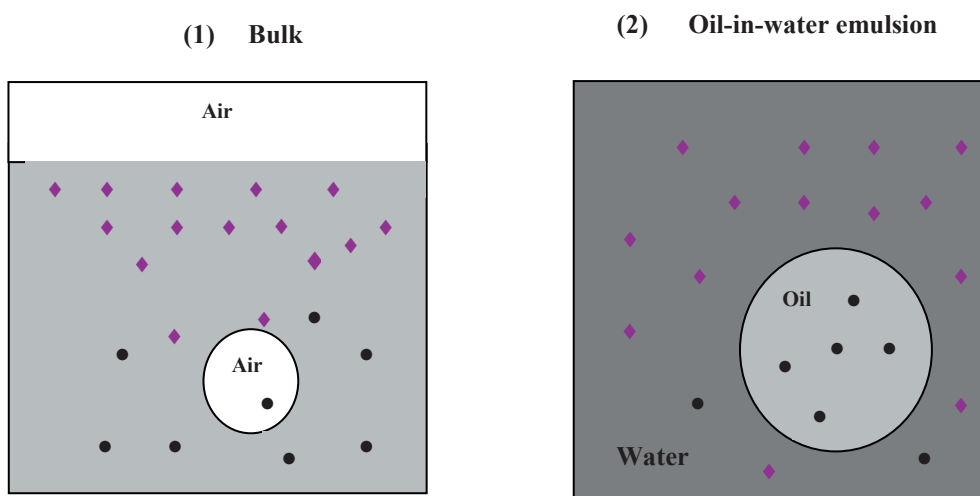 (1) Bulk
(2) Oil-in-water emulsion
Air
Air
Oil
Water